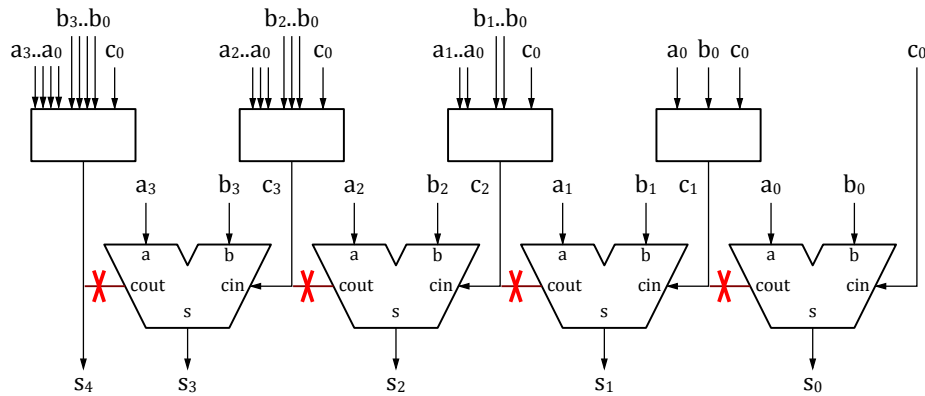 b₃..b₀ b₂..b₀ b₁..b₀
a₃..a₀ c₀ a₂..a₀ c₀ a₁..a₀ c₀ a₀ b₀ c₀ c₀
a₃ b₃ c₃ a₂ b₂ c₂ a₁ b₁ c₁ a₀ b₀
a b a b a b a b
cout cin cout cin cout cin cout cin
s s s s
s₄ s₃ s₂ s₁ s₀